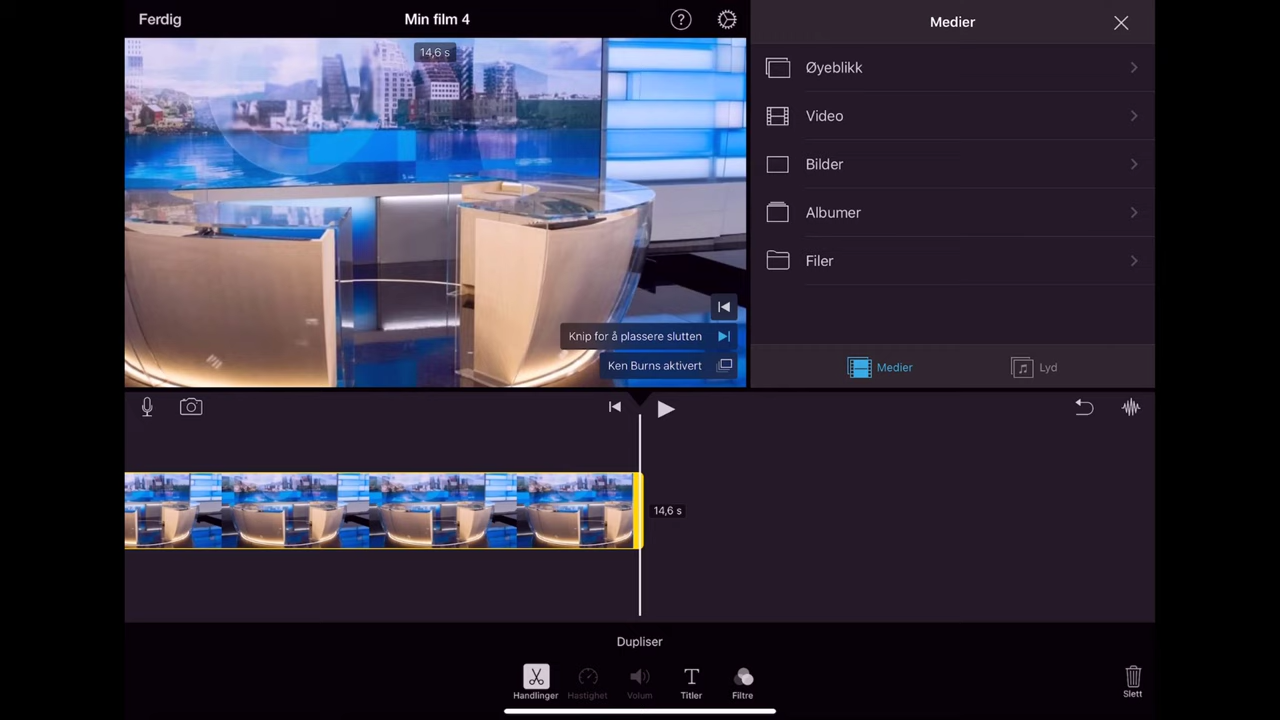 Ferdig
Min film 4
?
14,6 s
Knip for å plassere slutten
Ken Burns aktivert
Medier
Øyeblikk
Video
Bilder
Albumer
Filer
Medier
Lyd
14,6 s
Dupliser
Handlinger
Hastighet
Volum
T
Titler
Filtre
Slett